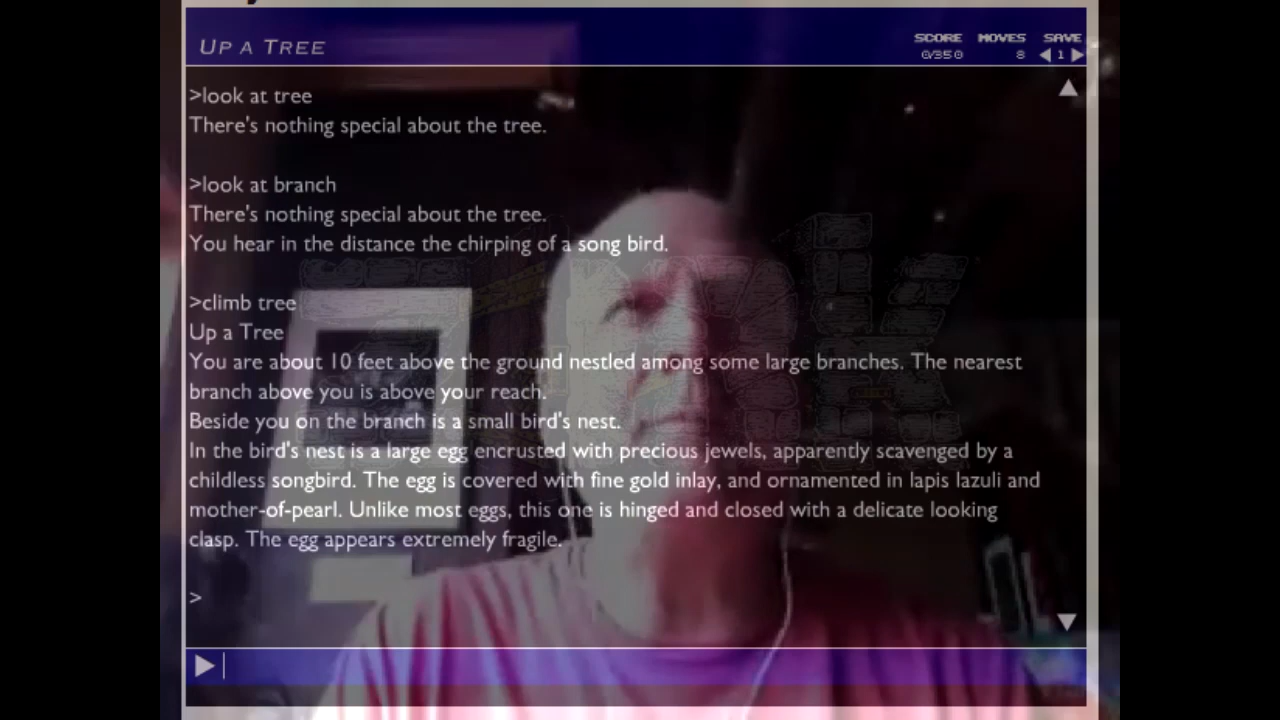 UP A TREE
SCORE MOVES SAVE
0/350 8 1
>look at tree
There's nothing special about the tree.
>look at branch
There's nothing special about the tree.
You hear in the distance the chirping of a song bird.
>climb tree
Up a Tree
You are about 10 feet above the ground nestled among some large branches. The nearest
branch above you is above your reach.
Beside you on the branch is a small bird's nest.
In the bird's nest is a large egg encrusted with precious jewels, apparently scavenged by a
childless songbird. The egg is covered with fine gold inlay, and ornamented in lapis lazuli and
mother-of-pearl. Unlike most eggs, this one is hinged and closed with a delicate looking
clasp. The egg appears extremely fragile.
>